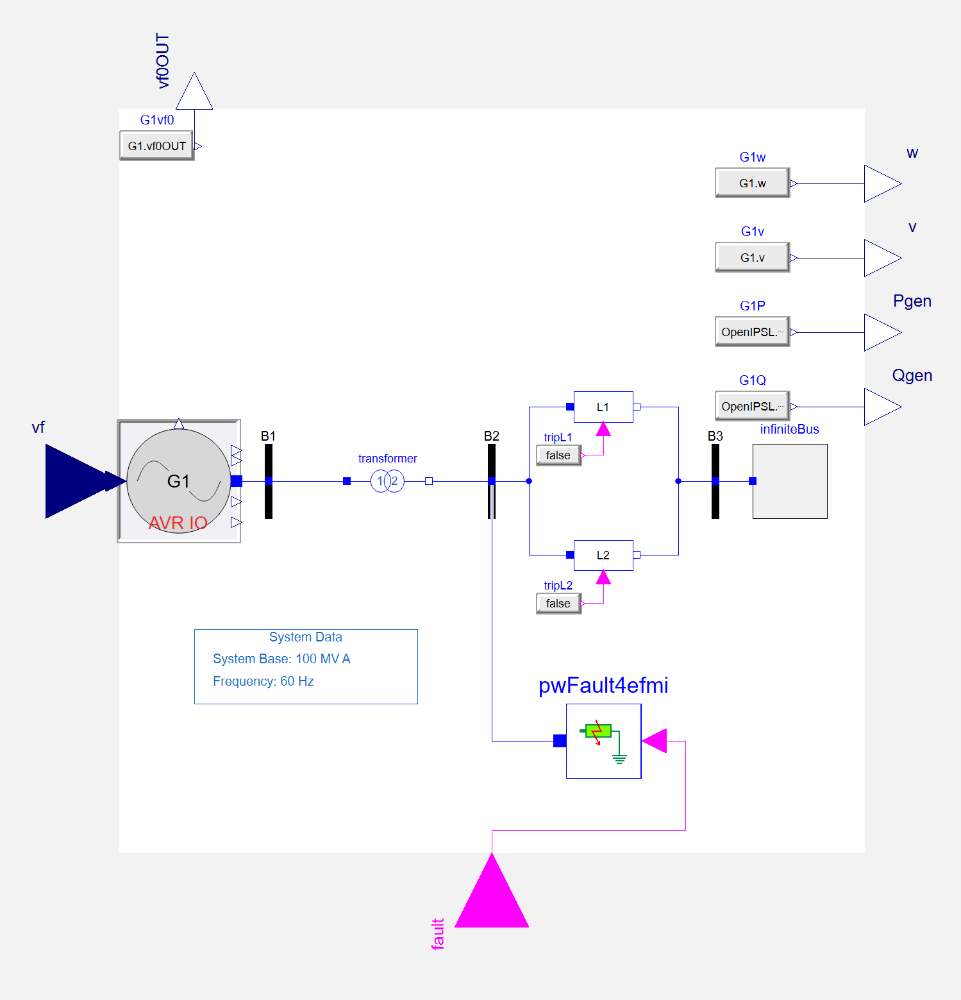 vf0OUT
G1vf0
G1.vf0OUT
G1w
G1.w
w
G1v
G1.v
v
G1P
OpenIPSL.···
Pgen
G1Q
OpenIPSL.···
Qgen
vf
G1
AVR IO
B1
transformer
1 2
B2
L1
tripL1
false
B3
infiniteBus
L2
tripL2
false
System Data
System Base: 100 MV A
Frequency: 60 Hz
pwFault4efmi
fault